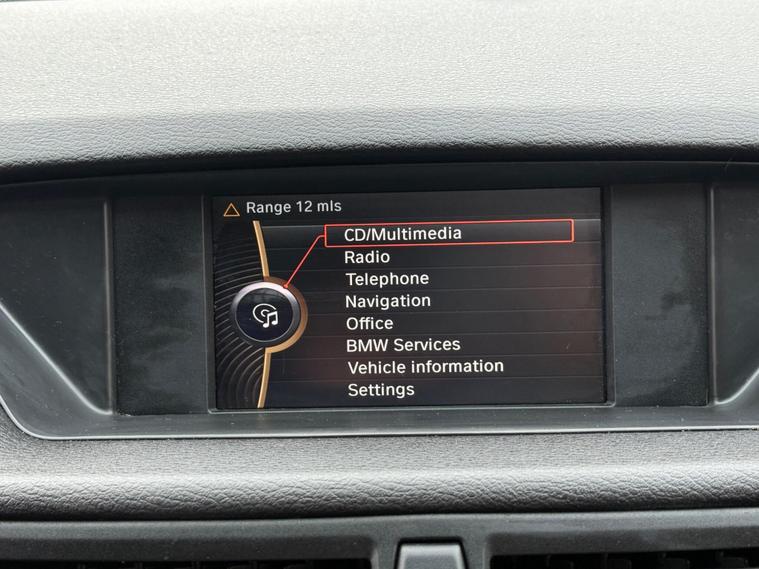 Range 12 mls
CD/Multimedia
Radio
Telephone
Navigation
Office
BMW Services
Vehicle information
Settings